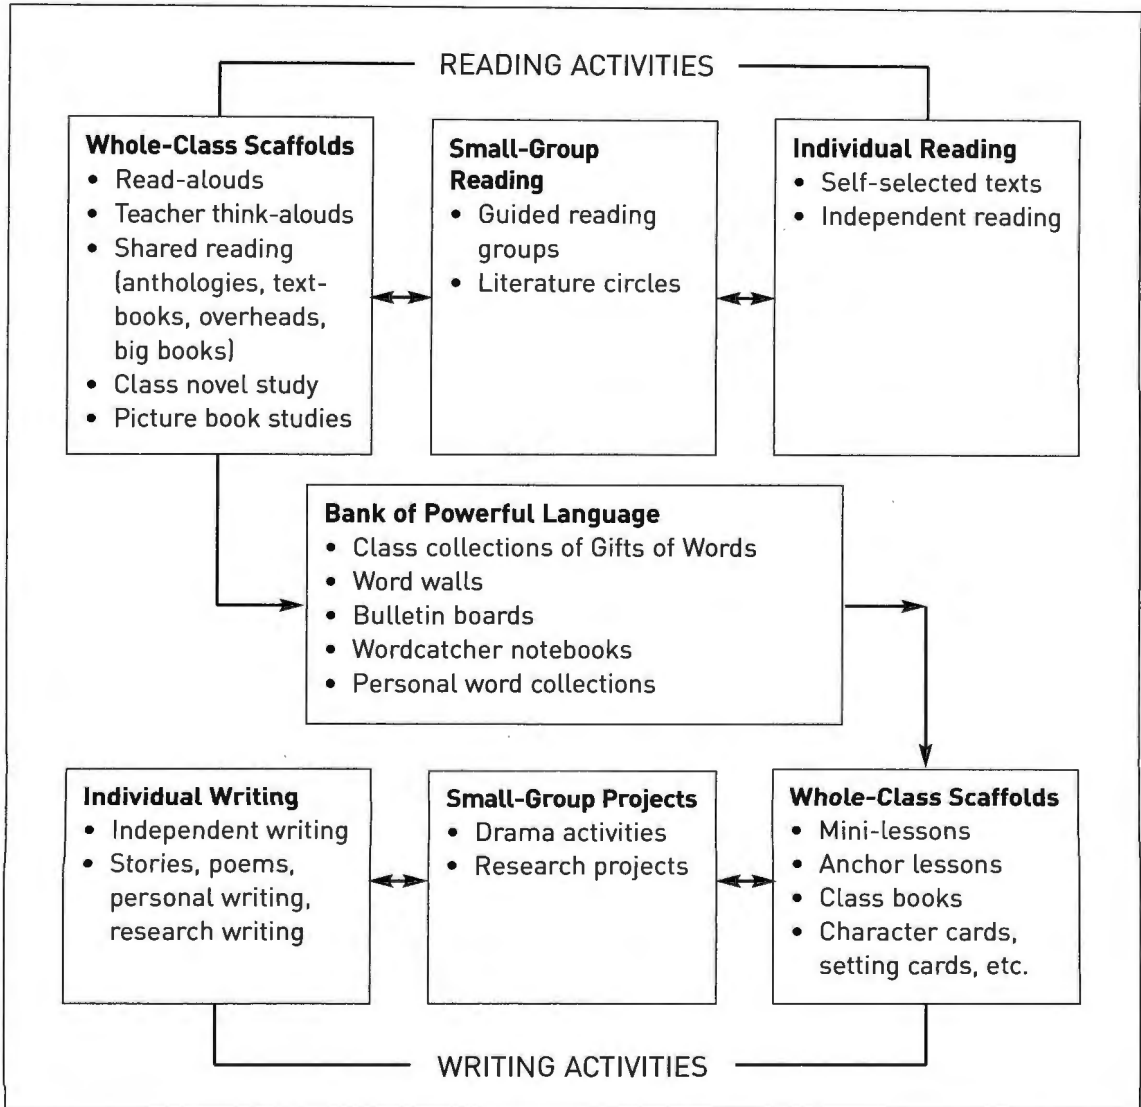 READING ACTIVITIES
Whole-Class Scaffolds
• Read-alouds
• Teacher think-alouds
• Shared reading
(anthologies, text-
books, overheads,
big books)
• Class novel study
• Picture book studies
Small-Group
Reading
• Guided reading
groups
• Literature circles
Individual Reading
• Self-selected texts
• Independent reading
Bank of Powerful Language
• Class collections of Gifts of Words
• Word walls
• Bulletin boards
• Wordcatcher notebooks
• Personal word collections
Individual Writing
• Independent writing
• Stories, poems,
personal writing,
research writing
Small-Group Projects
• Drama activities
• Research projects
Whole-Class Scaffolds
• Mini-lessons
• Anchor lessons
• Class books
• Character cards,
setting cards, etc.
WRITING ACTIVITIES